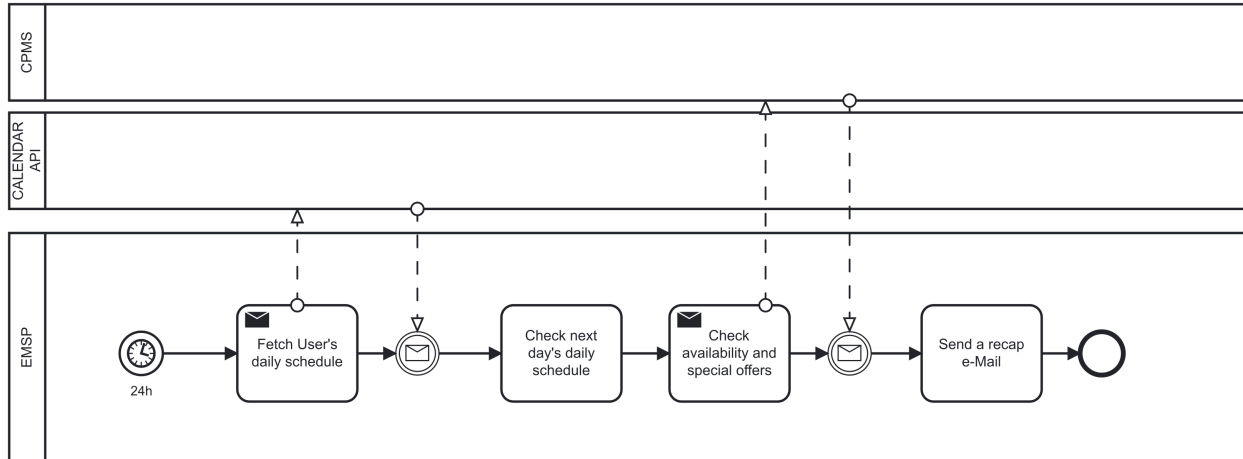 CPMS
CALENDAR
API
EMSP
24h
Fetch User's
daily schedule
Check next
day's daily
schedule
Check
availability and
special offers
Send a recap
e-Mail